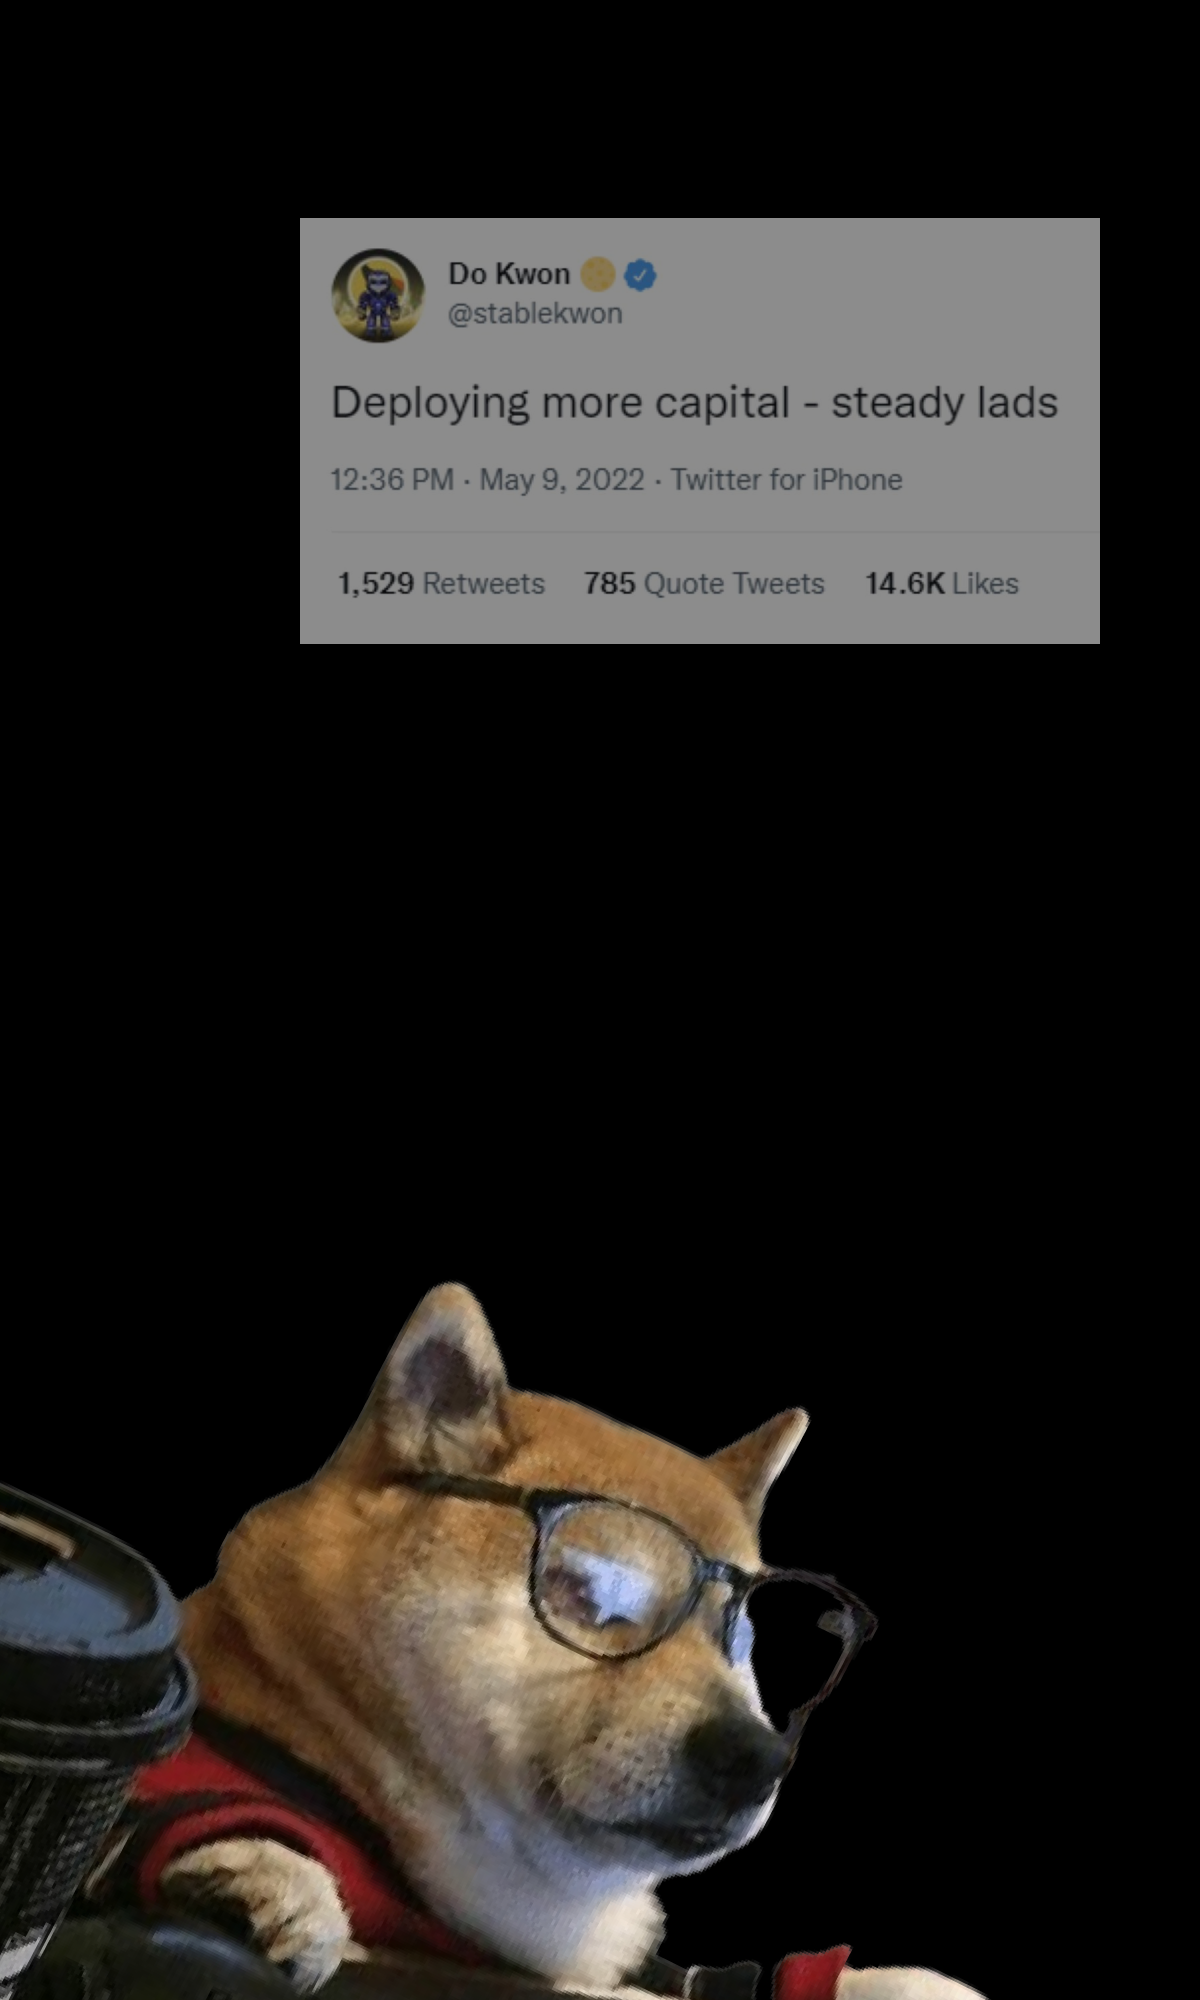 Do Kwon
@stablekwon
Deploying more capital - steady lads
12:36 PM · May 9, 2022 · Twitter for iPhone
1,529 Retweets 785 Quote Tweets 14.6K Likes